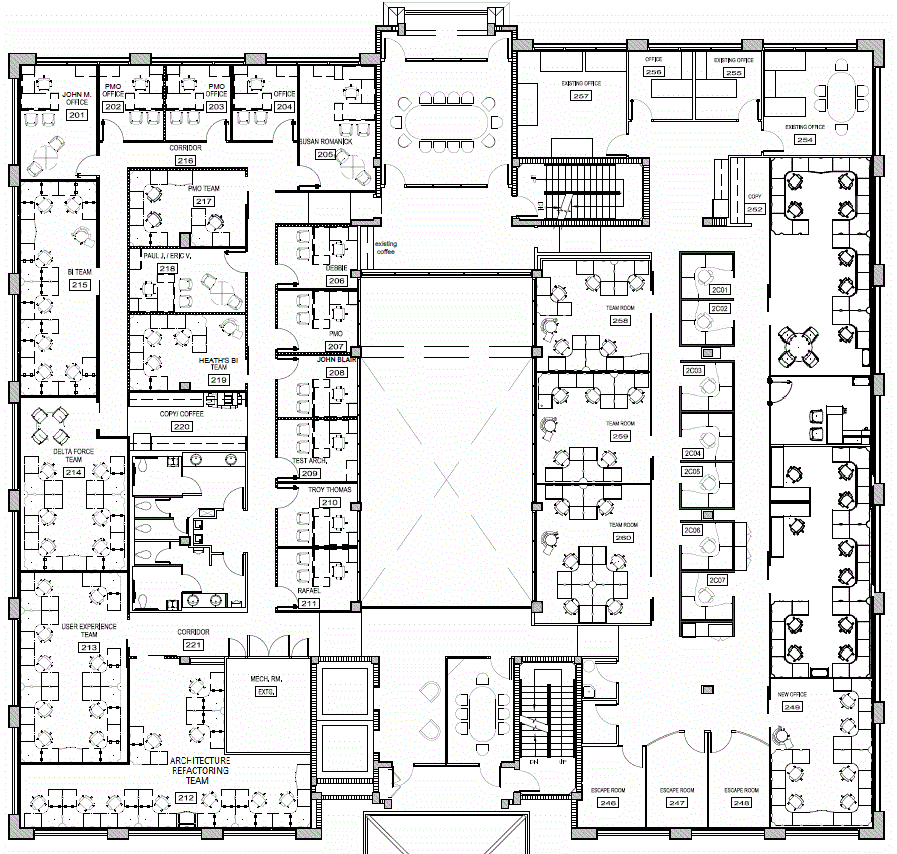 JOHN M.
OFFICE
201
PMO
OFFICE
202
PMO
OFFICE
203
OFFICE
204
SUSAN ROMANICK
205
CORRIDOR
216
PMO TEAM
217
PAUL J. / ERIC V.
218
BI TEAM
215
HEATH'S BI
TEAM
219
COPY/ COFFEE
220
DELTA FORCE
TEAM
214
USER EXPERIENCE
TEAM
213
CORRIDOR
221
MECH. RM.
EXTG.
ARCHITECTURE
REFACTORING
TEAM
212
existing
coffee
DEBBIE
206
PMO
207
JOHN BLAIR
208
TEST ARCH.
209
TROY THOMAS
210
RAFAEL
211
EXISTING OFFICE
257
OFFICE
256
EXISTING OFFICE
255
EXISTING OFFICE
254
COPY
252
DN
TEAM ROOM
258
TEAM ROOM
259
TEAM ROOM
260
2C01
2C02
2C03
2C04
2C05
2C06
2C07
NEW OFFICE
249
DN
UP
ESCAPE ROOM
246
ESCAPE ROOM
247
ESCAPE ROOM
248